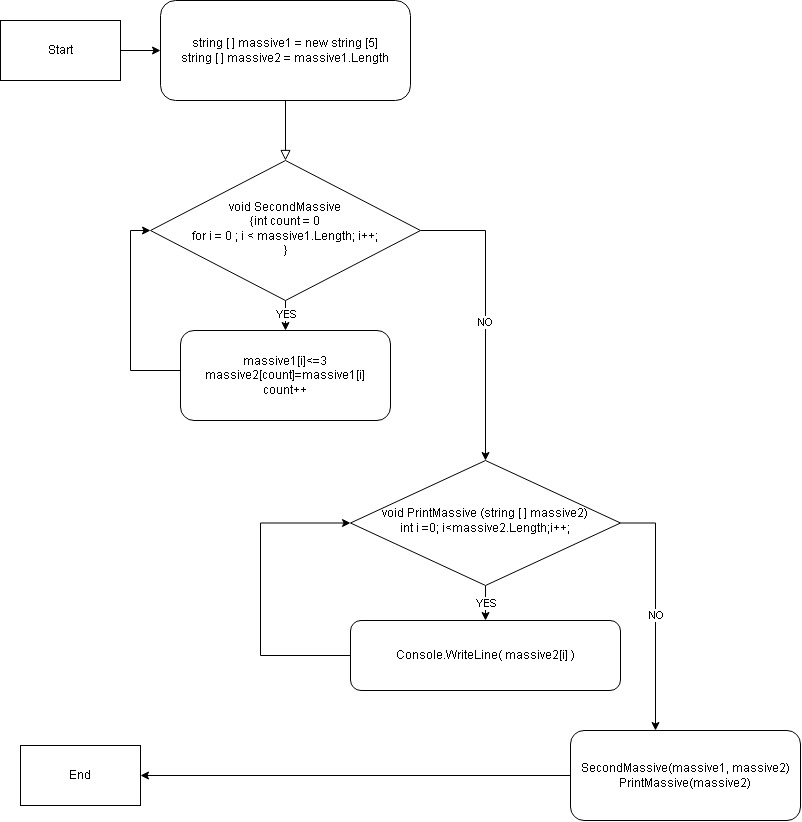 Start
string [ ] massive1 = new string [5]
string [ ] massive2 = massive1.Length
void SecondMassive
{int count = 0
for i = 0 ; i < massive1.Length; i++;
}
YES
massive1[i]<=3
massive2[count]=massive1[i]
count++
NO
void PrintMassive (string [ ] massive2)
int i =0; i<massive2.Length;i++;
YES
Console.WriteLine( massive2[i] )
NO
SecondMassive(massive1, massive2)
PrintMassive(massive2)
End